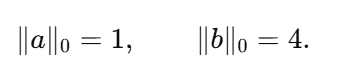 ‖a‖₀ = 1, ‖b‖₀ = 4.